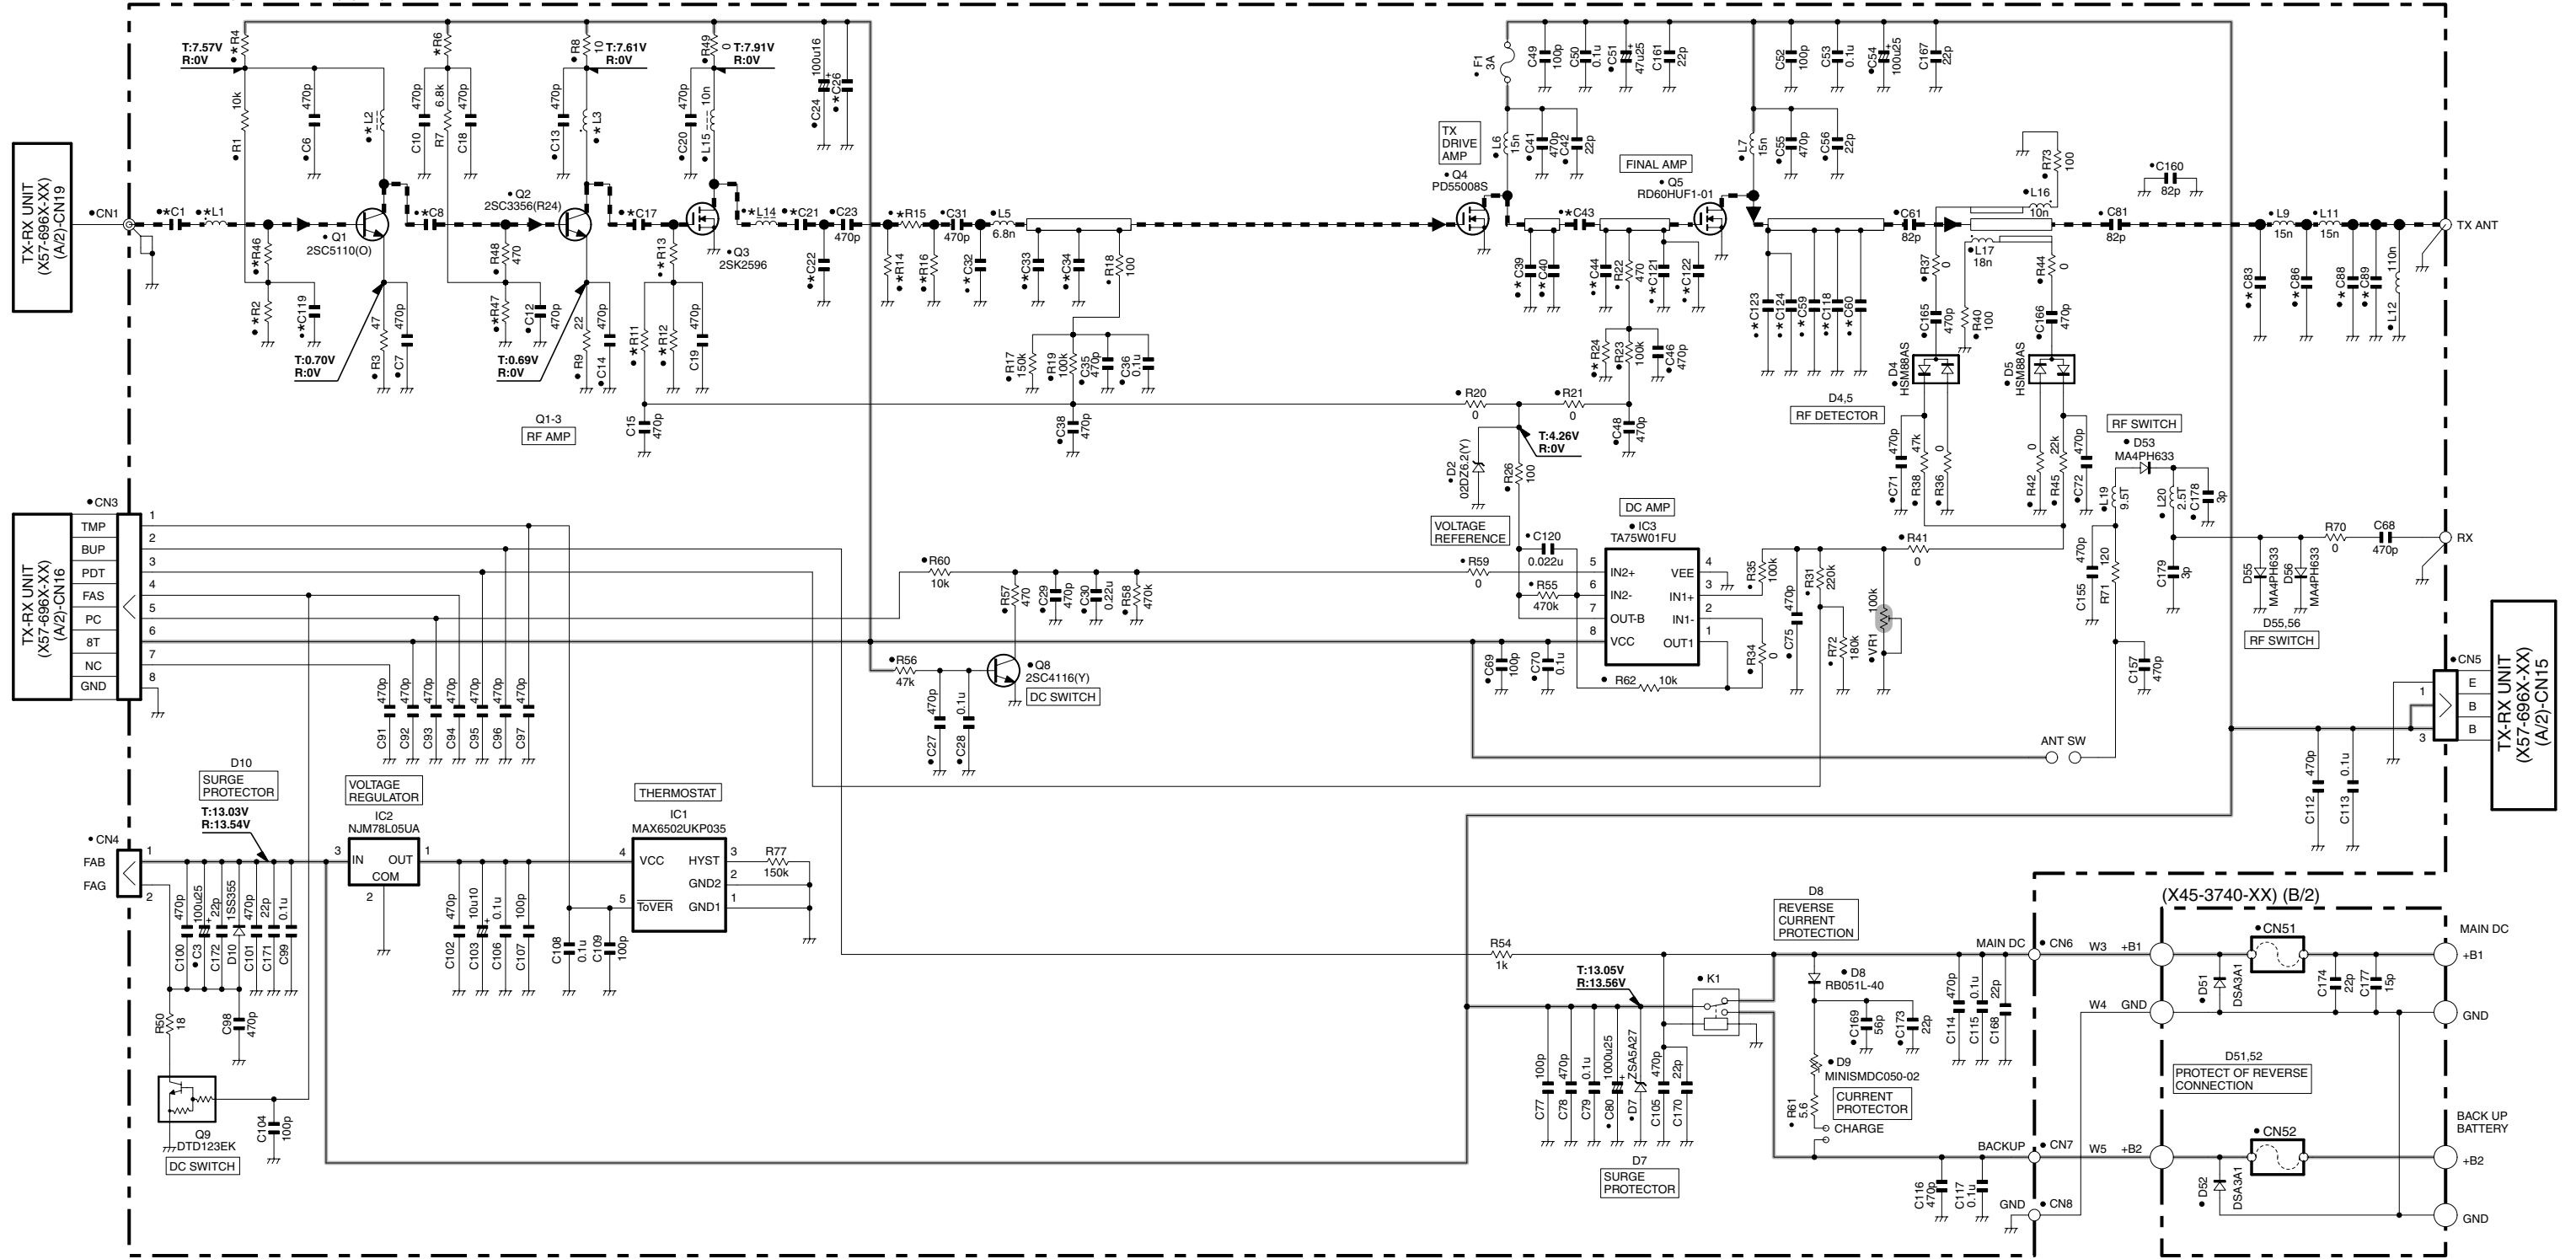 TX-RX UNIT
(X57-696X-XX)
(A/2)-CN19
CN1
*C1
*L1
*R4
T:7.57V
R:0V
10k
*R1
470p
C6
*L2
*R46
*R2
*C119
Q1
2SC5110(O)
T:0.70V
R:0V
47
R3
470p
C7
*R6
470p
C10
6.8k
R7
470p
C18
*C8
Q2
2SC3356(R24)
R48
470
*R47
C12
470p
T:0.69V
R:0V
22
R9
470p
C14
R8
10
T:7.61V
R:0V
470p
C13
*L3
*C17
*R13
*R11
*R12
470p
C19
C15
470p
Q1-3
RF AMP
*R49
0
T:7.91V
R:0V
470p
C20
10n
L15
Q3
2SK2596
100u16
+
C24
*C26
*L14
*C21
C23
470p
*C22
*R14
*R15
*R16
C31
470p
*C32
L5
6.8n
*C33
*C34
R18
100
R17
150k
R19
100k
C35
470p
C36
0.1u
C38
470p
F1
3A
C49
100p
C50
0.1u
C51
47u25
+
C161
22p
TX
DRIVE
AMP
L6
15n
C41
470p
C42
22p
Q4
PD55008S
*C39
*C40
*C43
*C44
R22
470
*C121
*C122
*R24
R23
100k
C46
470p
R20
0
R21
0
C48
470p
T:4.26V
R:0V
D2
02DZ6.2(Y)
R26
100
FINAL AMP
Q5
RD60HUF1-01
C52
100p
C53
0.1u
C54
100u25
+
C167
22p
L7
15n
C55
470p
C56
22p
*C123
*C124
*C59
*C118
*C60
C61
82p
R73
100
L16
10n
L17
18n
R37
0
R44
0
C165
470p
R40
100
C166
470p
D4
HSM88AS
D5
HSM88AS
D4,5
RF DETECTOR
470p
C71
47k
R38
0
R36
0
R42
22k
R45
470p
C72
C160
82p
C81
82p
L9
15n
L11
15n
*C83
*C86
*C88
*C89
110n
L12
TX ANT
RF SWITCH
D53
MA4PH633
L19
9.5T
L20
2.5T
C178
3p
470p
C155
120
R71
C179
3p
D55
MA4PH633
D56
MA4PH633
D55,56
RF SWITCH
R70
0
C68
470p
RX
C157
470p
CN3
TX-RX UNIT
(X57-696X-XX)
(A/2)-CN16
TMP
1
BUP
2
PDT
3
FAS
4
PC
5
8T
6
NC
7
GND
8
470p
C91
470p
C92
470p
C93
470p
C94
470p
C95
470p
C96
470p
C97
R60
10k
R57
470
C29
470p
C30
0.22u
R58
470k
R59
0
R56
47k
470p
C27
0.1u
C28
Q8
2SC4116(Y)
DC SWITCH
VOLTAGE
REFERENCE
C120
0.022u
R55
470k
DC AMP
IC3
TA75W01FU
5
IN2+
6
IN2-
7
OUT-B
8
VCC
4
VEE
3
IN1+
2
IN1-
1
OUT1
C69
100p
C70
0.1u
R62
10k
R35
100k
R34
0
470p
C75
R31
220k
R72
180k
100k
VR1
R41
0
ANT SW
CN5
1
3
E
B
B
TX-RX UNIT
(X57-696X-XX)
(A/2)-CN15
470p
C112
0.1u
C113
D10
SURGE
PROTECTOR
T:13.03V
R:13.54V
CN4
FAB
1
FAG
2
470p
C100
100u25
+
C3
22p
C172
1SS355
D10
470p
C101
22p
C171
0.1u
C99
R50
18
C98
470p
Q9
DTD123EK
DC SWITCH
C104
100p
VOLTAGE
REGULATOR
IC2
NJM78L05UA
3
IN
OUT
1
COM
2
470p
C102
10u10
+
C103
0.1u
C106
100p
C107
C108
0.1u
C109
100p
THERMOSTAT
IC1
MAX6502UKP035
4
VCC
5
ToVER
HYST
3
GND2
2
GND1
1
R77
150k
R54
1k
T:13.05V
R:13.56V
K1
100p
C77
470p
C78
0.1u
C79
100u25
+
C80
ZSA5A27
D7
470p
C105
22p
C170
D7
SURGE
PROTECTOR
D8
REVERSE
CURRENT
PROTECTION
D8
RB051L-40
C169
56p
C173
22p
D9
MINISMDC050-02
CURRENT
PROTECTOR
R61
5.6
CHARGE
MAIN DC
CN6
470p
C114
0.1u
C115
22p
C168
BACKUP
CN7
C116
470p
C117
0.1u
GND
CN8
W3
+B1
W4
GND
W5
+B2
(X45-3740-XX) (B/2)
CN51
D51
DSA3A1
C174
22p
C177
15p
D51,52
PROTECT OF REVERSE
CONNECTION
CN52
D52
DSA3A1
MAIN DC
+B1
GND
BACK UP
BATTERY
+B2
GND